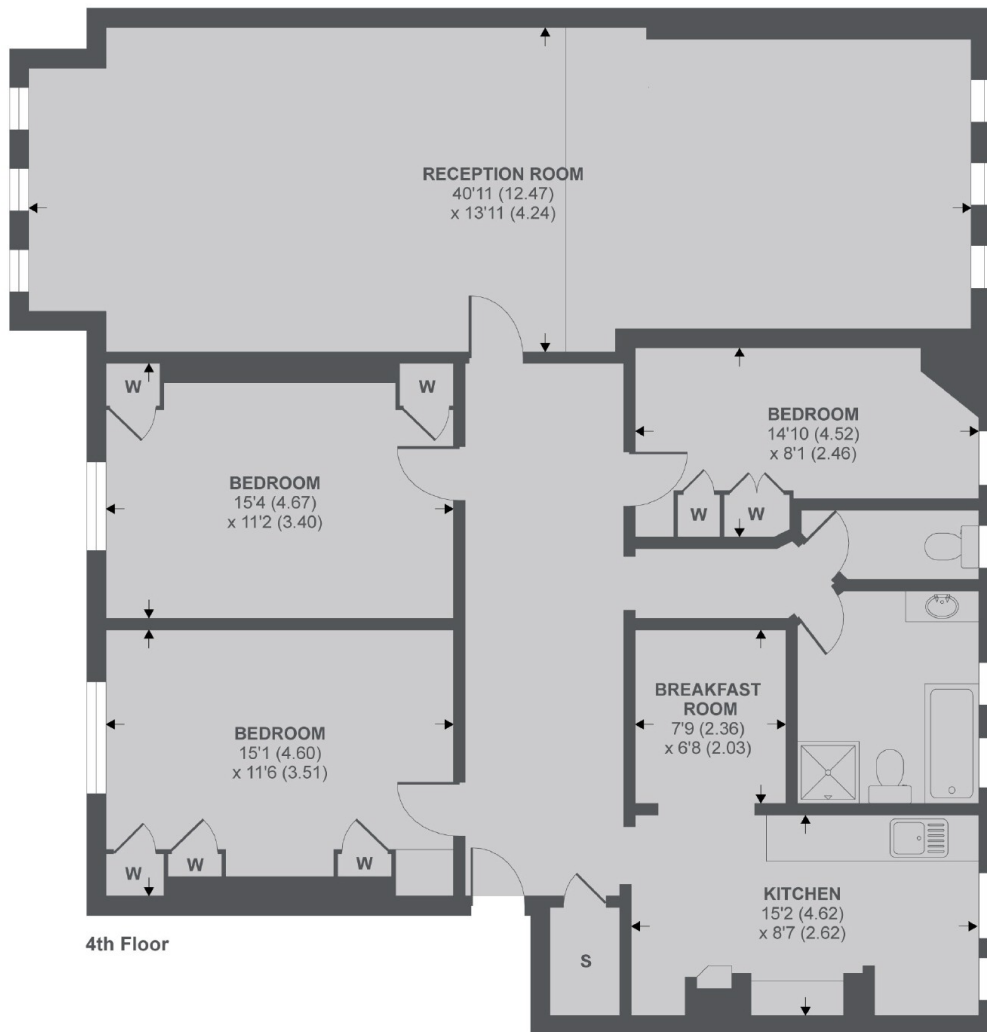 RECEPTION ROOM
40'11 (12.47)
x 13'11 (4.24)
W
W
BEDROOM
15'4 (4.67)
x 11'2 (3.40)
BEDROOM
14'10 (4.52)
x 8'1 (2.46)
W
W
BEDROOM
15'1 (4.60)
x 11'6 (3.51)
W
W
W
BREAKFAST
ROOM
7'9 (2.36)
x 6'8 (2.03)
KITCHEN
15'2 (4.62)
x 8'7 (2.62)
S
4th Floor